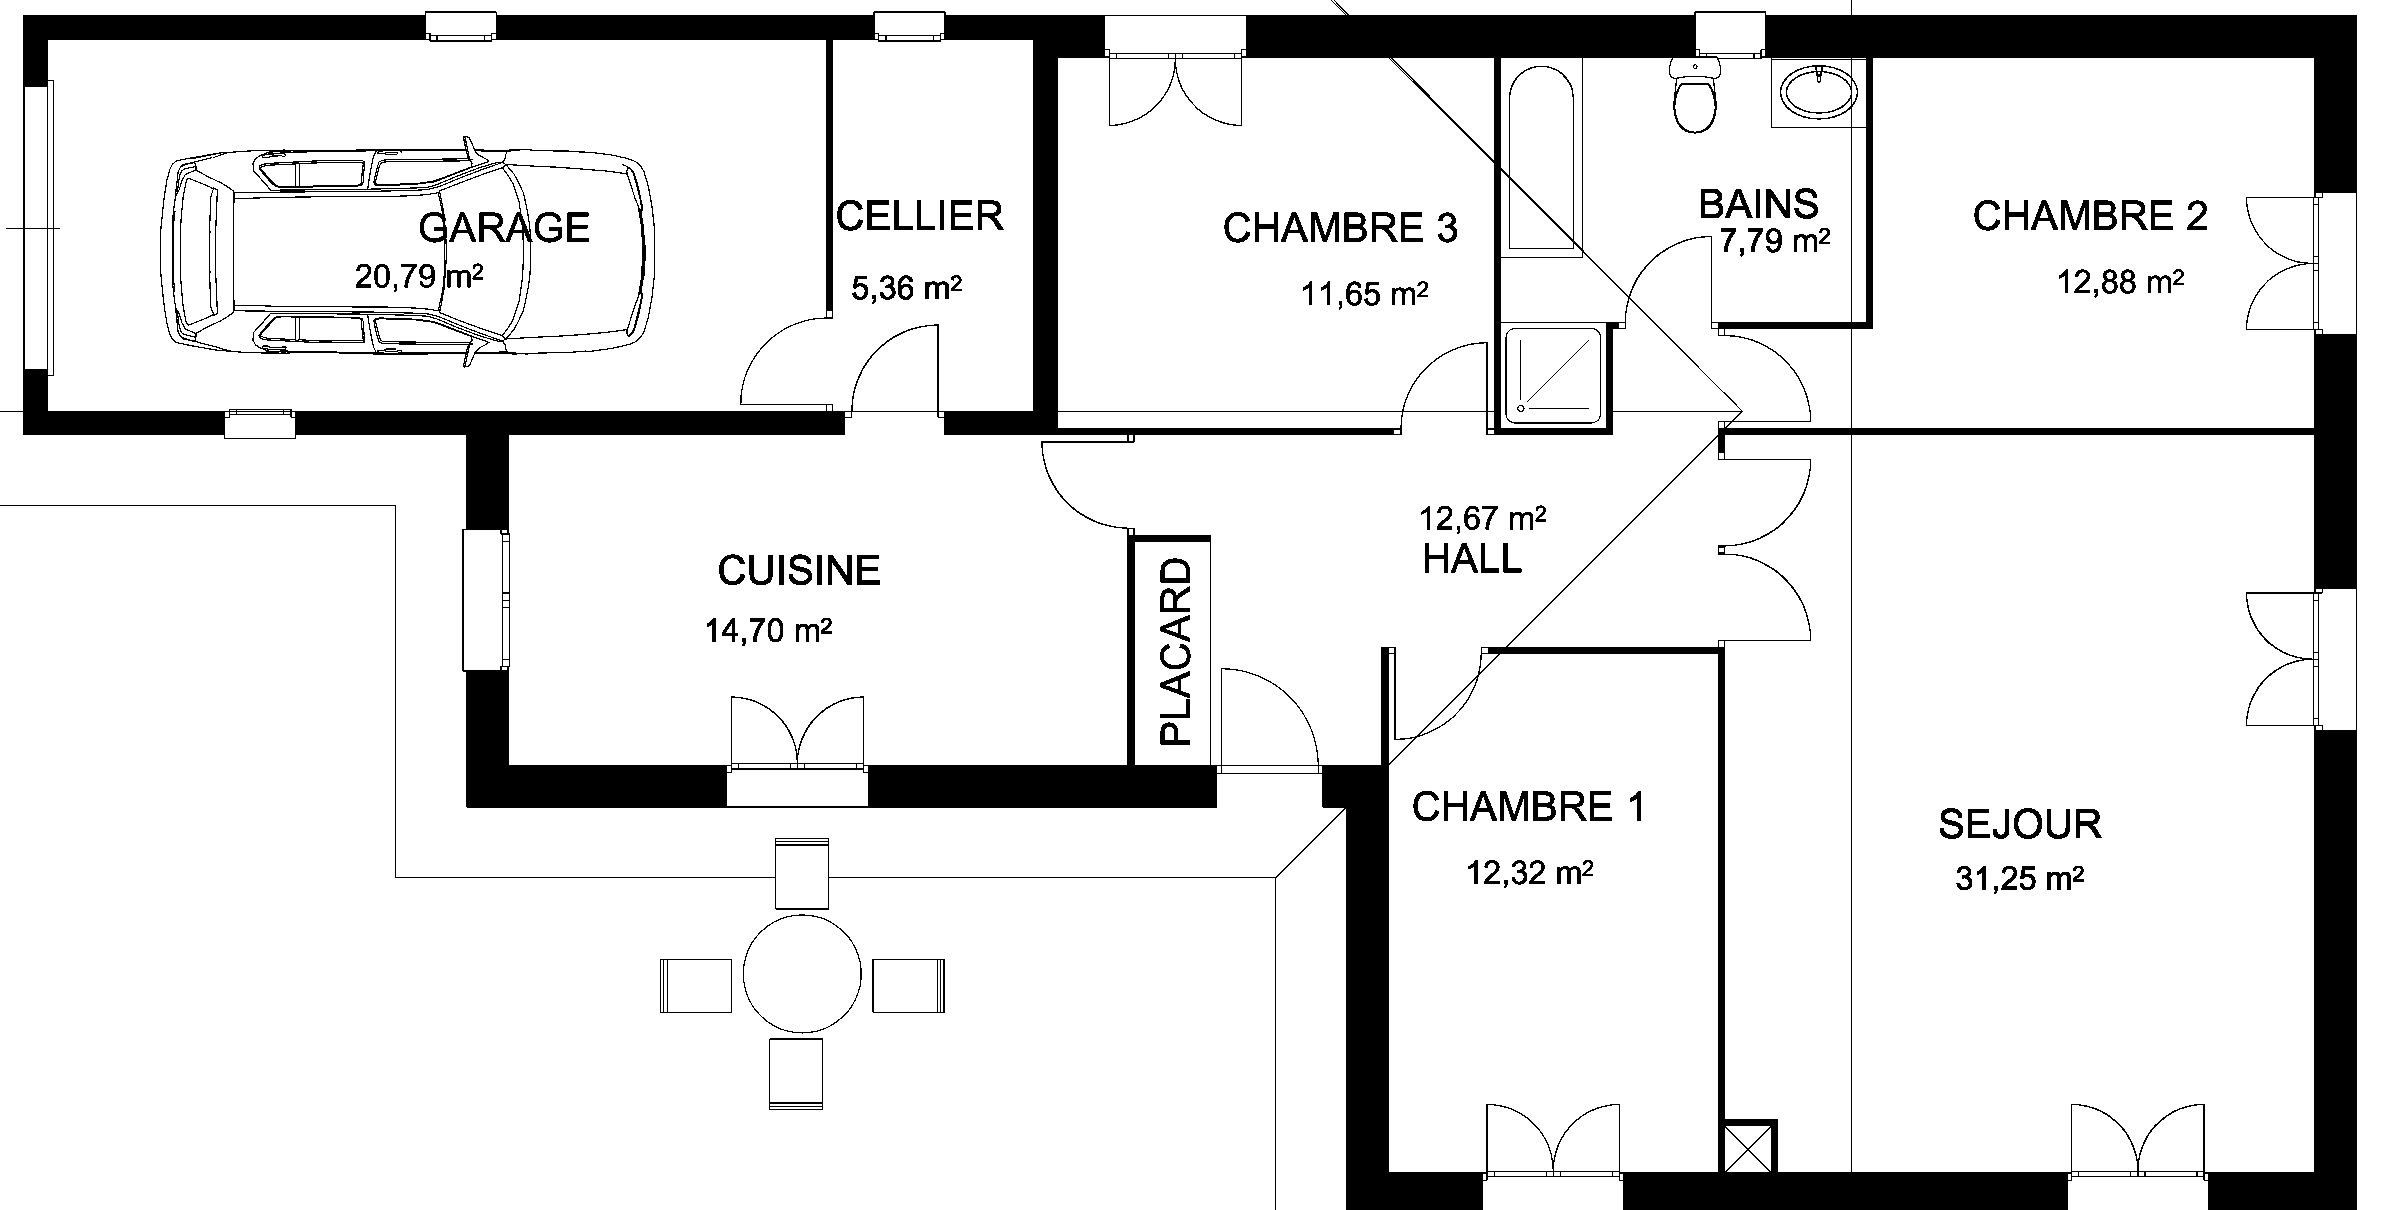 GARAGE
20,79 m²
CELLIER
5,36 m²
CHAMBRE 3
11,65 m²
BAINS
7,79 m²
CHAMBRE 2
12,88 m²
CUISINE
14,70 m²
PLACARD
12,67 m²
HALL
CHAMBRE 1
12,32 m²
SEJOUR
31,25 m²